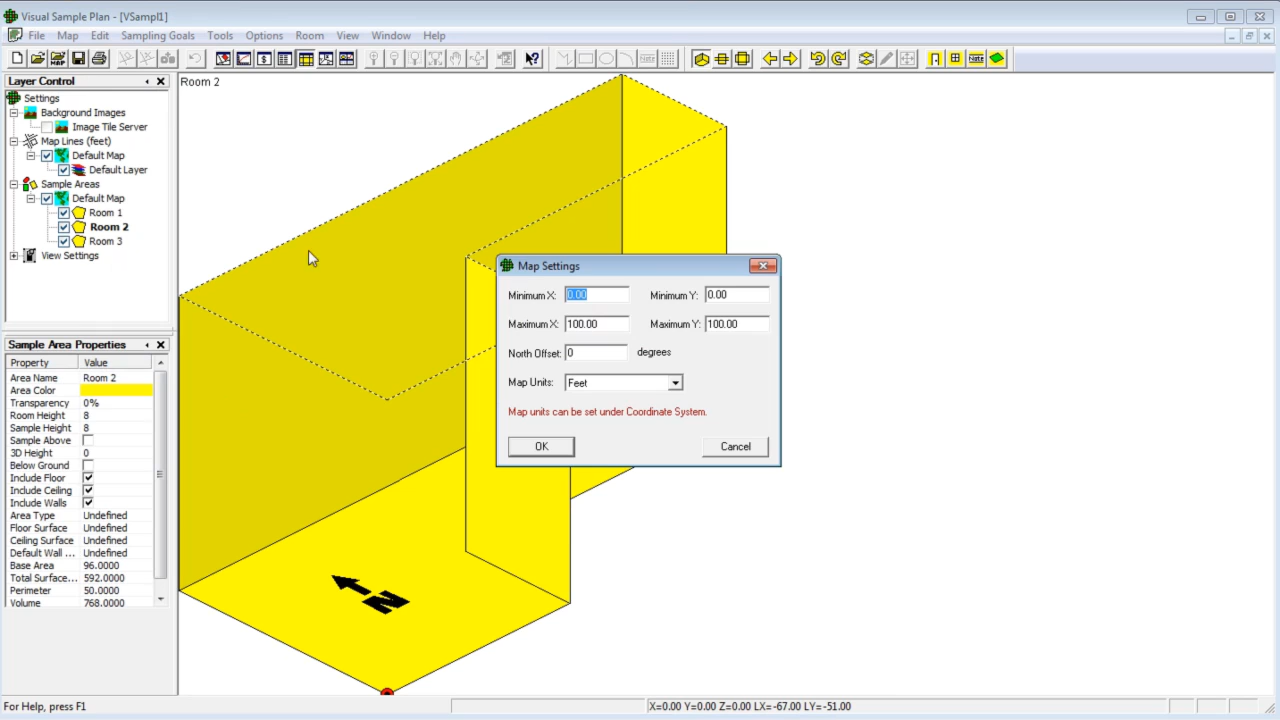 Visual Sample Plan - [VSampl1]
File Map Edit Sampling Goals Tools Options Room View Window Help
Layer Control
Settings
Background Images
Image Tile Server
Map Lines (feet)
Default Map
Default Layer
Sample Areas
Default Map
Room 1
Room 2
Room 3
View Settings
Sample Area Properties
Property Value
Area Name Room 2
Area Color
Transparency 0%
Room Height 8
Sample Height 8
Sample Above
3D Height 0
Below Ground
Include Floor
Include Ceiling
Include Walls
Area Type Undefined
Floor Surface Undefined
Ceiling Surface Undefined
Default Wall ... Undefined
Base Area 96.0000
Total Surface... 592.0000
Perimeter 50.0000
Volume 768.0000
Room 2
N
Map Settings
Minimum X: 0.00 Minimum Y: 0.00
Maximum X: 100.00 Maximum Y: 100.00
North Offset: 0 degrees
Map Units: Feet
Map units can be set under Coordinate System.
OK Cancel
For Help, press F1
X=0.00 Y=0.00 Z=0.00 LX=-67.00 LY=-51.00